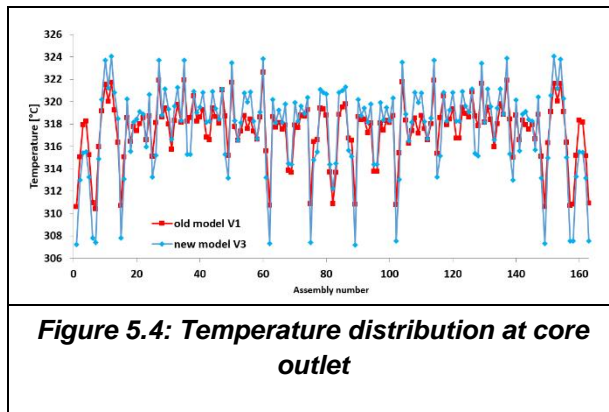 326
324
322
320
318
316
314
312
310
308
306
Temperature [°C]
old model V1
new model V3
0 20 40 60 80 100 120 140 160
Assembly number
Figure 5.4: Temperature distribution at core
outlet